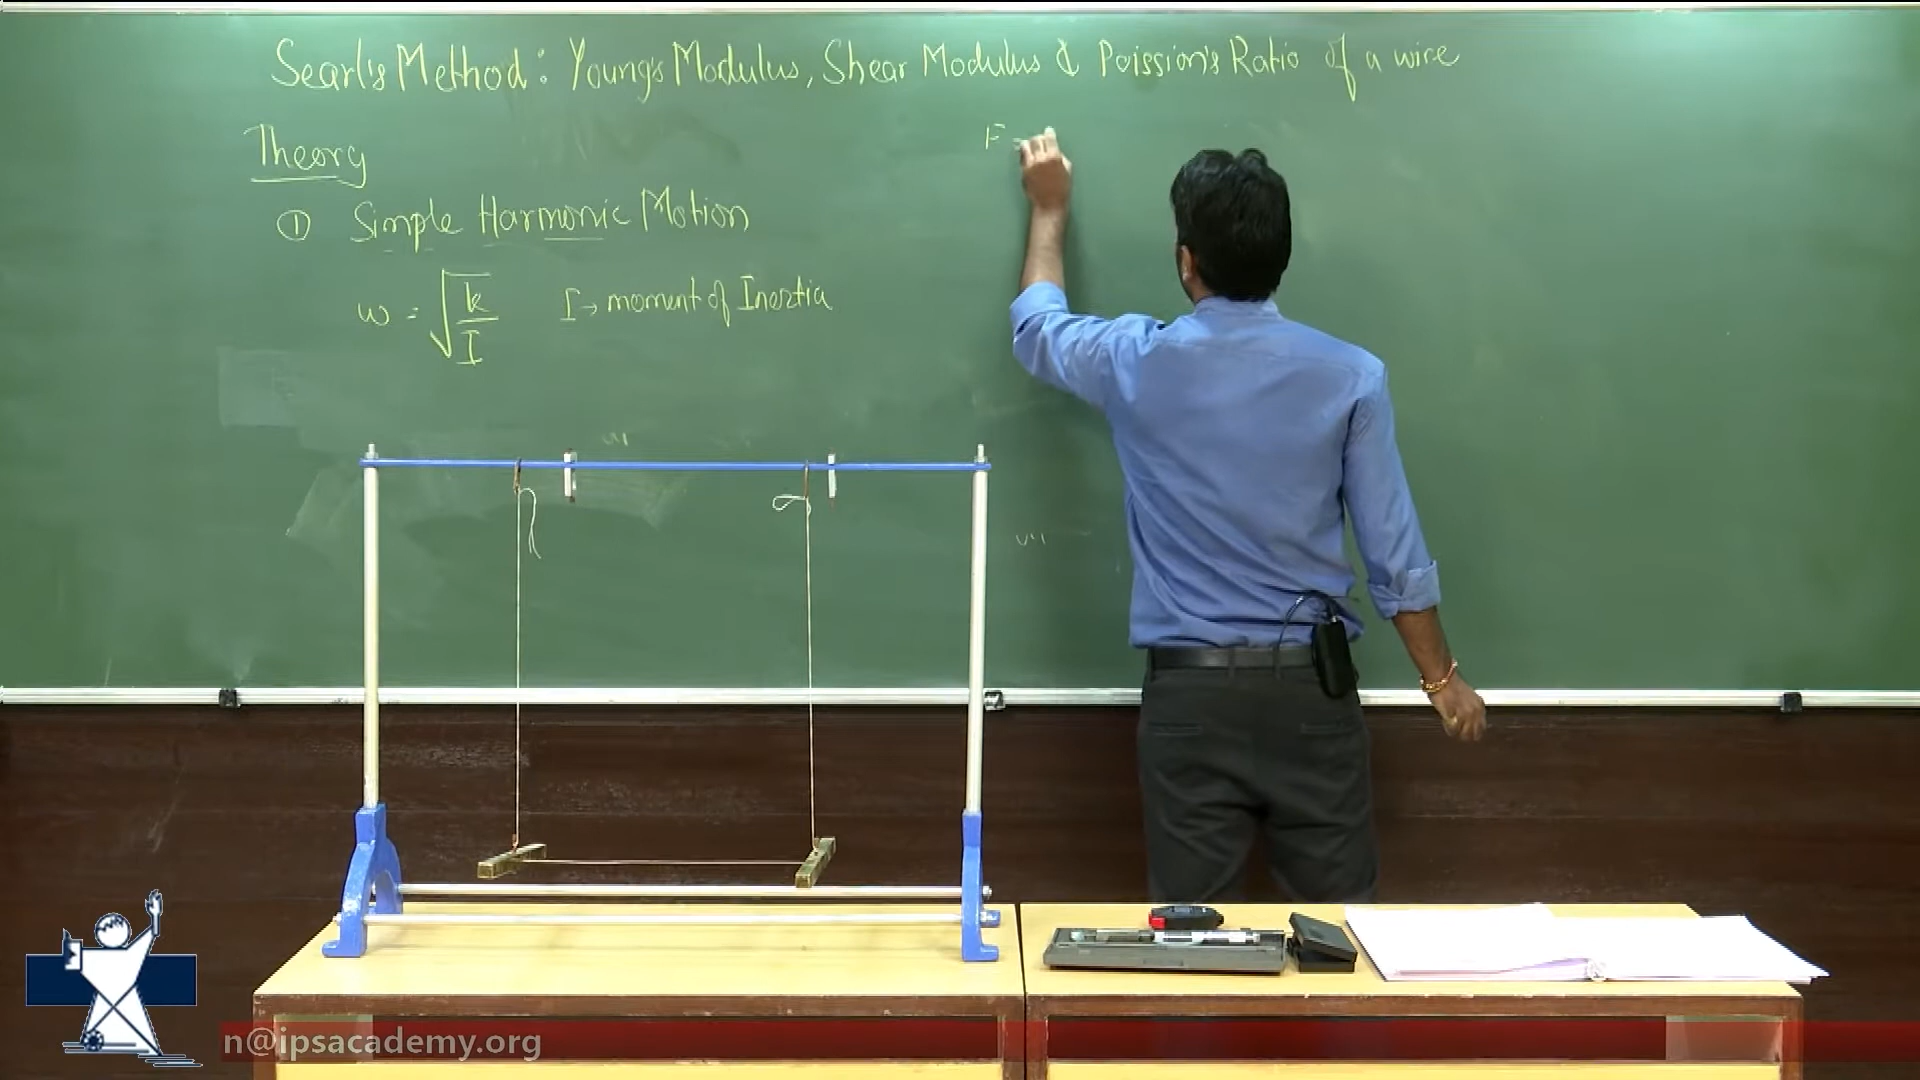 Searl's Method: Young's Modulus, Shear Modulus & Poission's Ratio of a wire
Theory
① Simple Harmonic Motion
ω = √k/I I → moment of Inertia
F =
n@ipsacademy.org